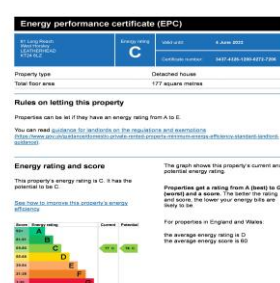 Energy performance certificate (EPC)
Energy rating
C
Valid until
Certificate number
Property type
Detached house
Total floor area
177 square metres
Rules on letting this property
Properties can be let if they have an energy rating from A to E.
You can read guidance for landlords on the regulations and exemptions
Energy rating and score
This property's energy rating is C. It has the
potential to be C.
See how to improve this property's energy
efficiency.
The graph shows this property's current and
potential energy rating.
Properties get a rating from A (best) to G
(worst) and a score. The better the rating
and score, the lower your energy bills are
likely to be.
For properties in England and Wales:
the average energy rating is D
the average energy score is 60
Score
Energy rating
Current
Potential
A
B
C
D
E
F